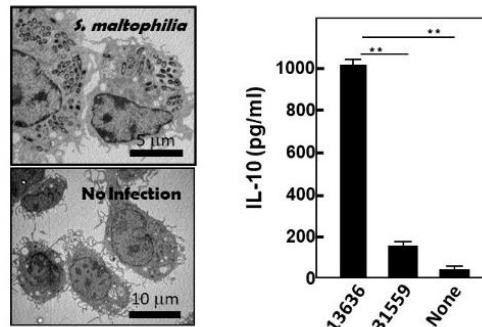 S. maltophilia
5 µm
No Infection
10 µm
IL-10 (pg/ml)
**
**
1000
800
600
400
200
0
13636
31559
None